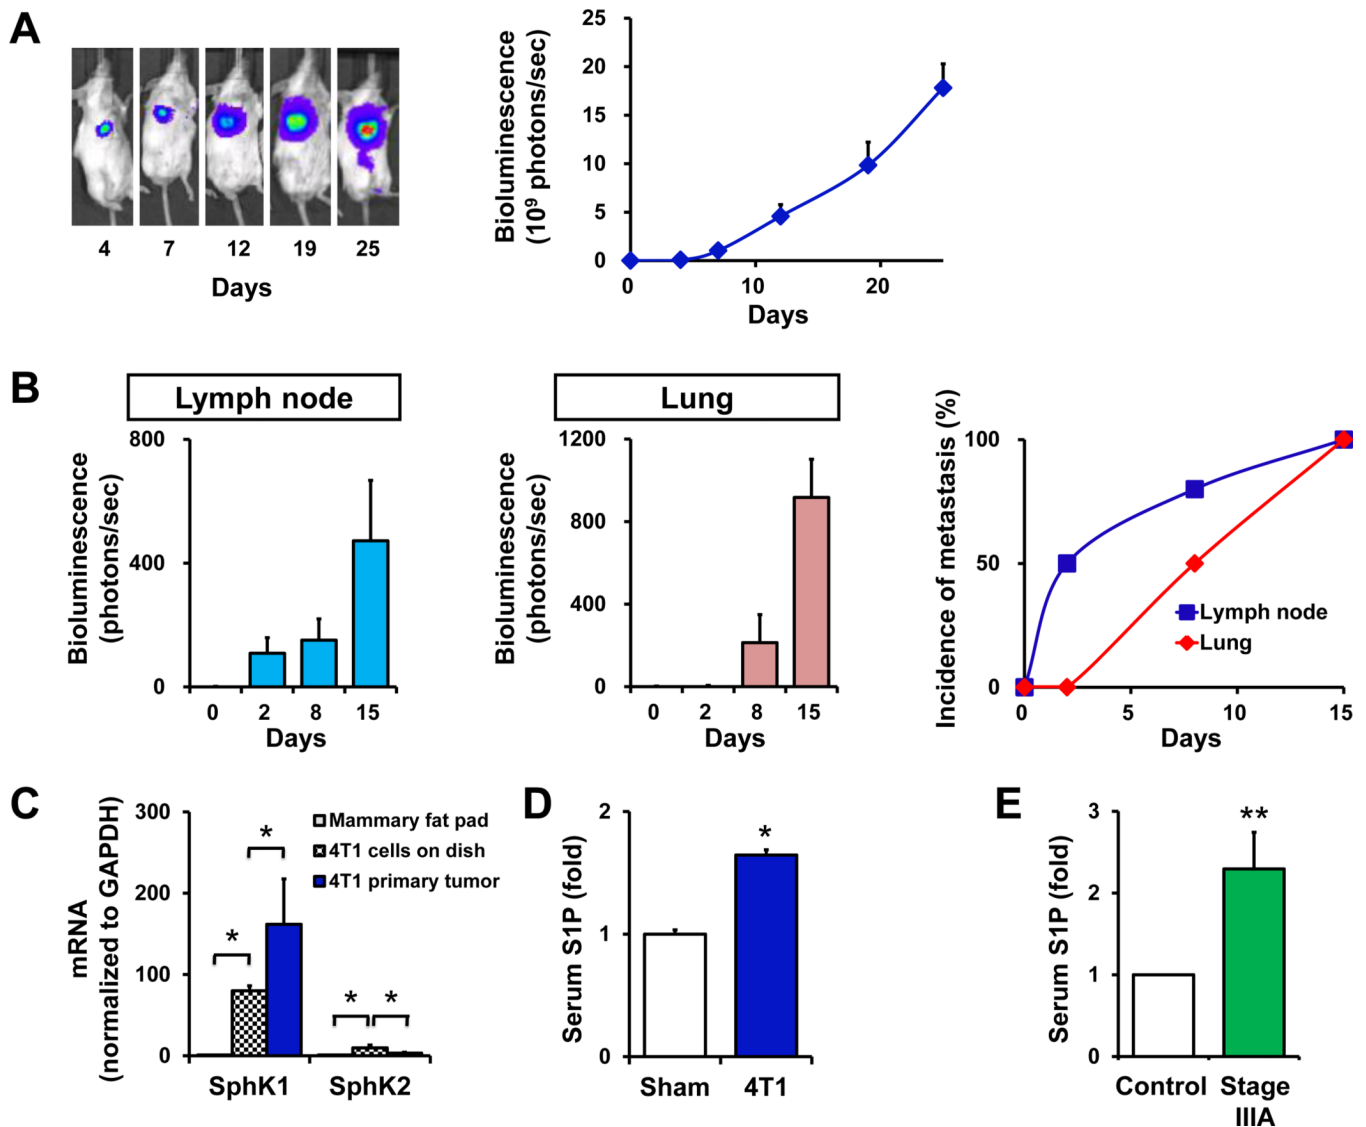 A
4 7 12 19 25
Days
Bioluminescence
(10⁹ photons/sec)
25
20
15
10
5
0
0 10 20
Days
B
Lymph node
Bioluminescence
(photons/sec)
800
400
0
0 2 8 15
Days
Lung
Bioluminescence
(photons/sec)
1200
800
400
0
0 2 8 15
Days
Incidence of metastasis (%)
100
50
0
Lymph node
Lung
0 5 10 15
Days
C
mRNA
(normalized to GAPDH)
300
200
100
0
Mammary fat pad
4T1 cells on dish
4T1 primary tumor
* *
* *
SphK1 SphK2
D
Serum S1P (fold)
2
1
0
*
Sham 4T1
E
Serum S1P (fold)
3
2
1
0
**
Control Stage
IIIA